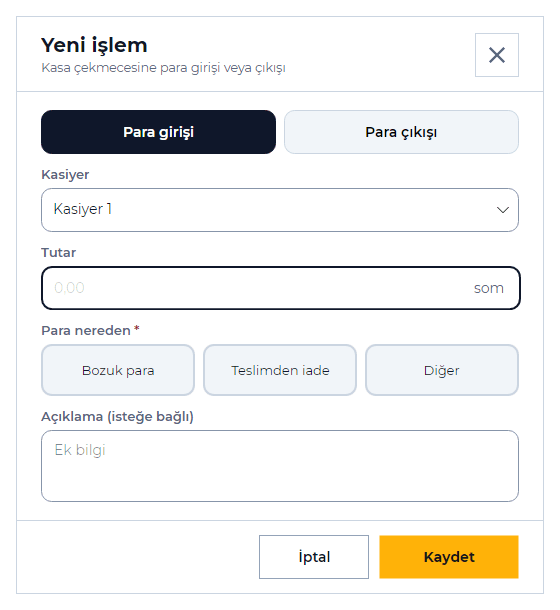 Yeni işlem
Kasa çekmecesine para girişi veya çıkışı
Para girişi
Para çıkışı
Kasiyer
Kasiyer 1
Tutar
0.00
som
Para nereden *
Bozuk para
Teslimden iade
Diğer
Açıklama (isteğe bağlı)
Ek bilgi
İptal
Kaydet